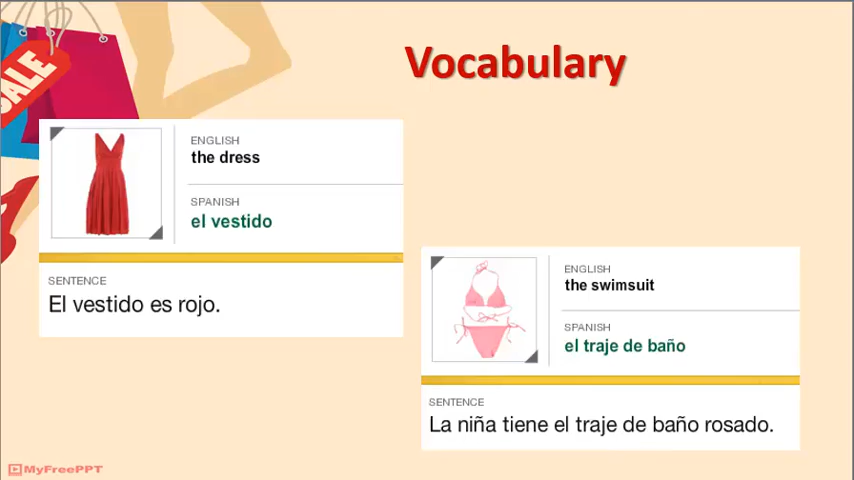 SALE
Vocabulary
ENGLISH
the dress
SPANISH
el vestido
SENTENCE
El vestido es rojo.
ENGLISH
the swimsuit
SPANISH
el traje de baño
SENTENCE
La niña tiene el traje de baño rosado.
MyFreePPT